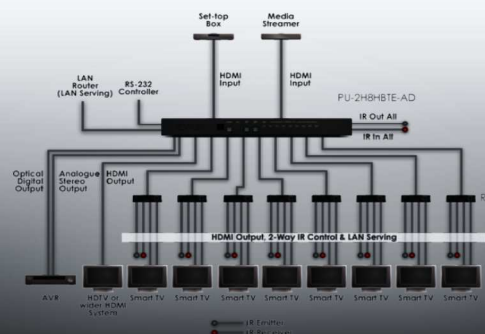 Set-top
Box
Media
Streamer
LAN
Router
(LAN Serving)
RS-232
Controller
HDMI
Input
HDMI
Input
PU-2H8HBTE-AD
IR Out All
IR In All
Optical
Digital
Output
Analogue
Stereo
Output
HDMI
Output
HDMI Output, 2-Way IR Control & LAN Serving
AVR
HDTV or
wider HDMI
System
Smart TV
Smart TV
Smart TV
Smart TV
Smart TV
Smart TV
Smart TV
Smart TV
IR Emitter